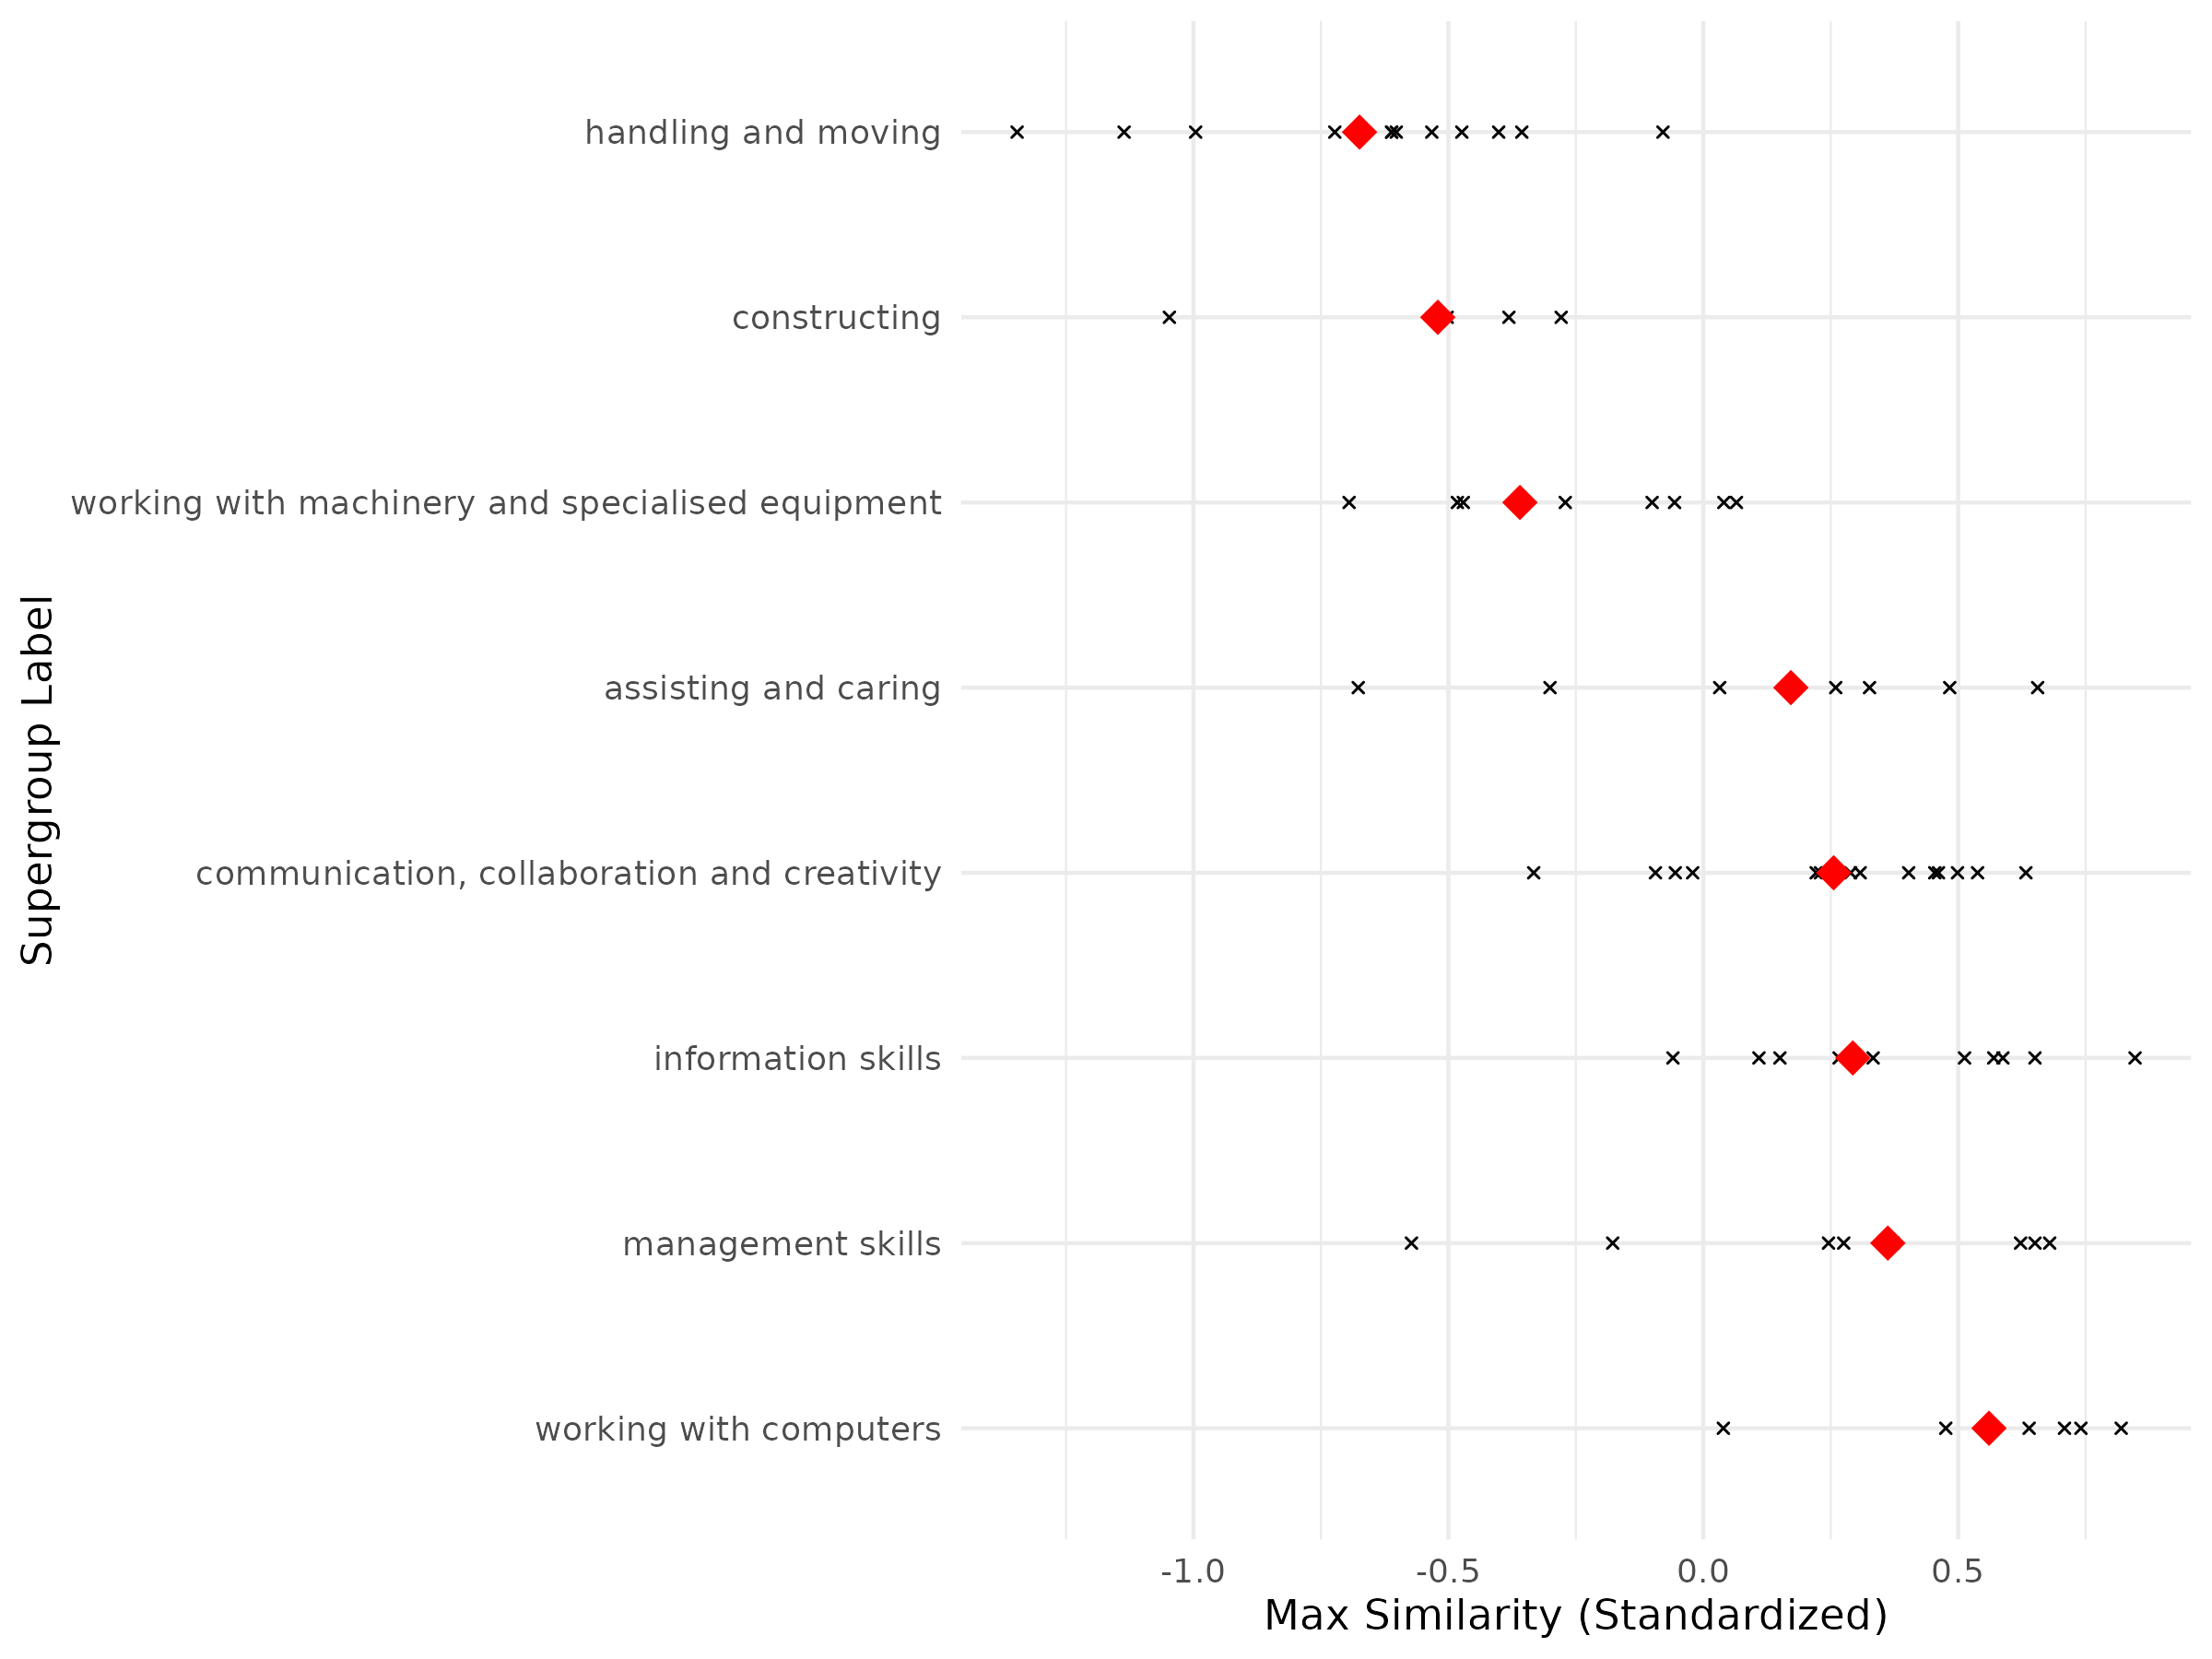 handling and moving
constructing
working with machinery and specialised equipment
assisting and caring
communication, collaboration and creativity
information skills
management skills
working with computers
Supergroup Label
-1.0 -0.5 0.0 0.5
Max Similarity (Standardized)